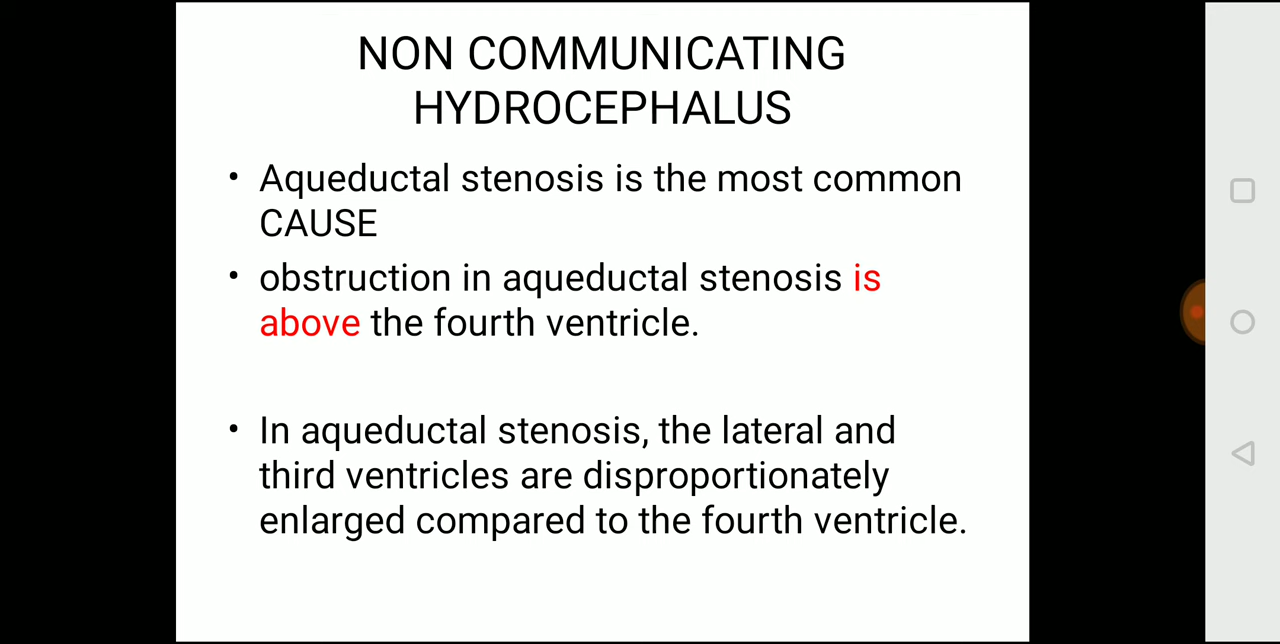 NON COMMUNICATING
HYDROCEPHALUS
• Aqueductal stenosis is the most common
CAUSE
• obstruction in aqueductal stenosis is
above the fourth ventricle.
• In aqueductal stenosis, the lateral and
third ventricles are disproportionately
enlarged compared to the fourth ventricle.